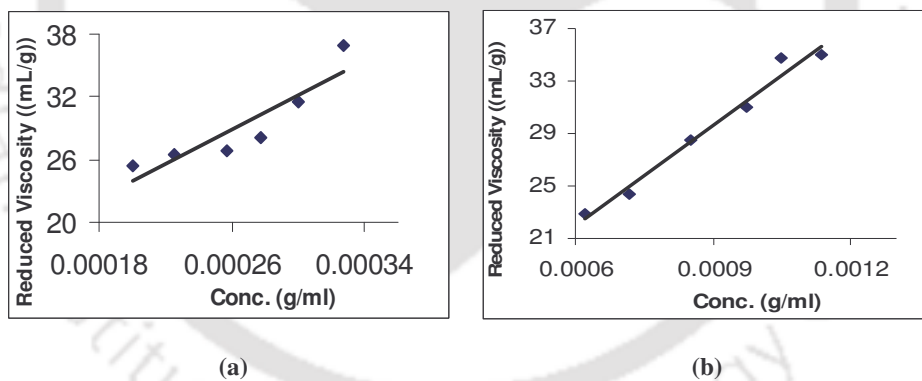 38
32
26
20
0.00018 0.00026 0.00034
Reduced Viscosity ((mL/g))
Conc. (g/ml)
(a)
37
33
29
25
21
0.0006 0.0009 0.0012
Reduced Viscosity ((mL/g))
Conc. (g/ml)
(b)